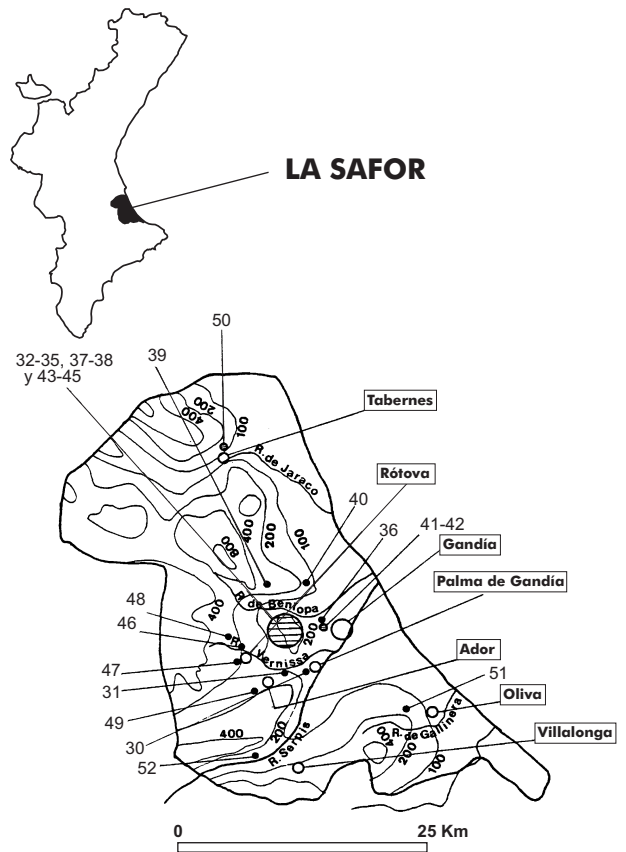 LA SAFOR
50
32-35, 37-38
y 43-45
39
200
400
100
Tabernes
R. de Jaraco
Rótova
40
36
41-42
Gandía
400
200
100
800
Palma de Gandía
R. de Beniopa
400
200
48
46
R. Vernissa
47
31
Ador
51
49
Oliva
30
200
400
R. Serpis
R. de Gallinera
400
200
100
Villalonga
52
0 25 Km